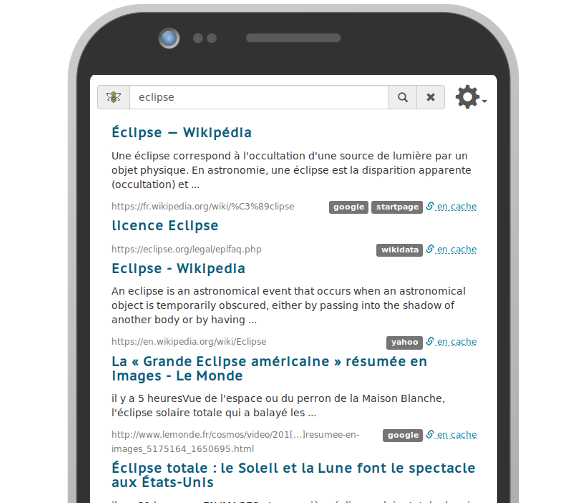 eclipse
Éclipse — Wikipédia
Une éclipse correspond à l'occultation d'une source de lumière par un
objet physique. En astronomie, une éclipse est la disparition apparente
(occultation) et ...
https://fr.wikipedia.org/wiki/%C3%89clipse google startpage en cache
licence Eclipse
https://eclipse.org/legal/eplfaq.php wikidata en cache
Eclipse - Wikipedia
An eclipse is an astronomical event that occurs when an astronomical
object is temporarily obscured, either by passing into the shadow of
another body or by having ...
https://en.wikipedia.org/wiki/Eclipse yahoo en cache
La « Grande Eclipse américaine » résumée en
images - Le Monde
il y a 5 heuresVue de l'espace ou du perron de la Maison Blanche,
l'éclipse solaire totale qui a balayé les ...
http://www.lemonde.fr/cosmos/video/201[...]resumee-en- google en cache
images_5175164_1650695.html
Éclipse totale : le Soleil et la Lune font le spectacle
aux États-Unis